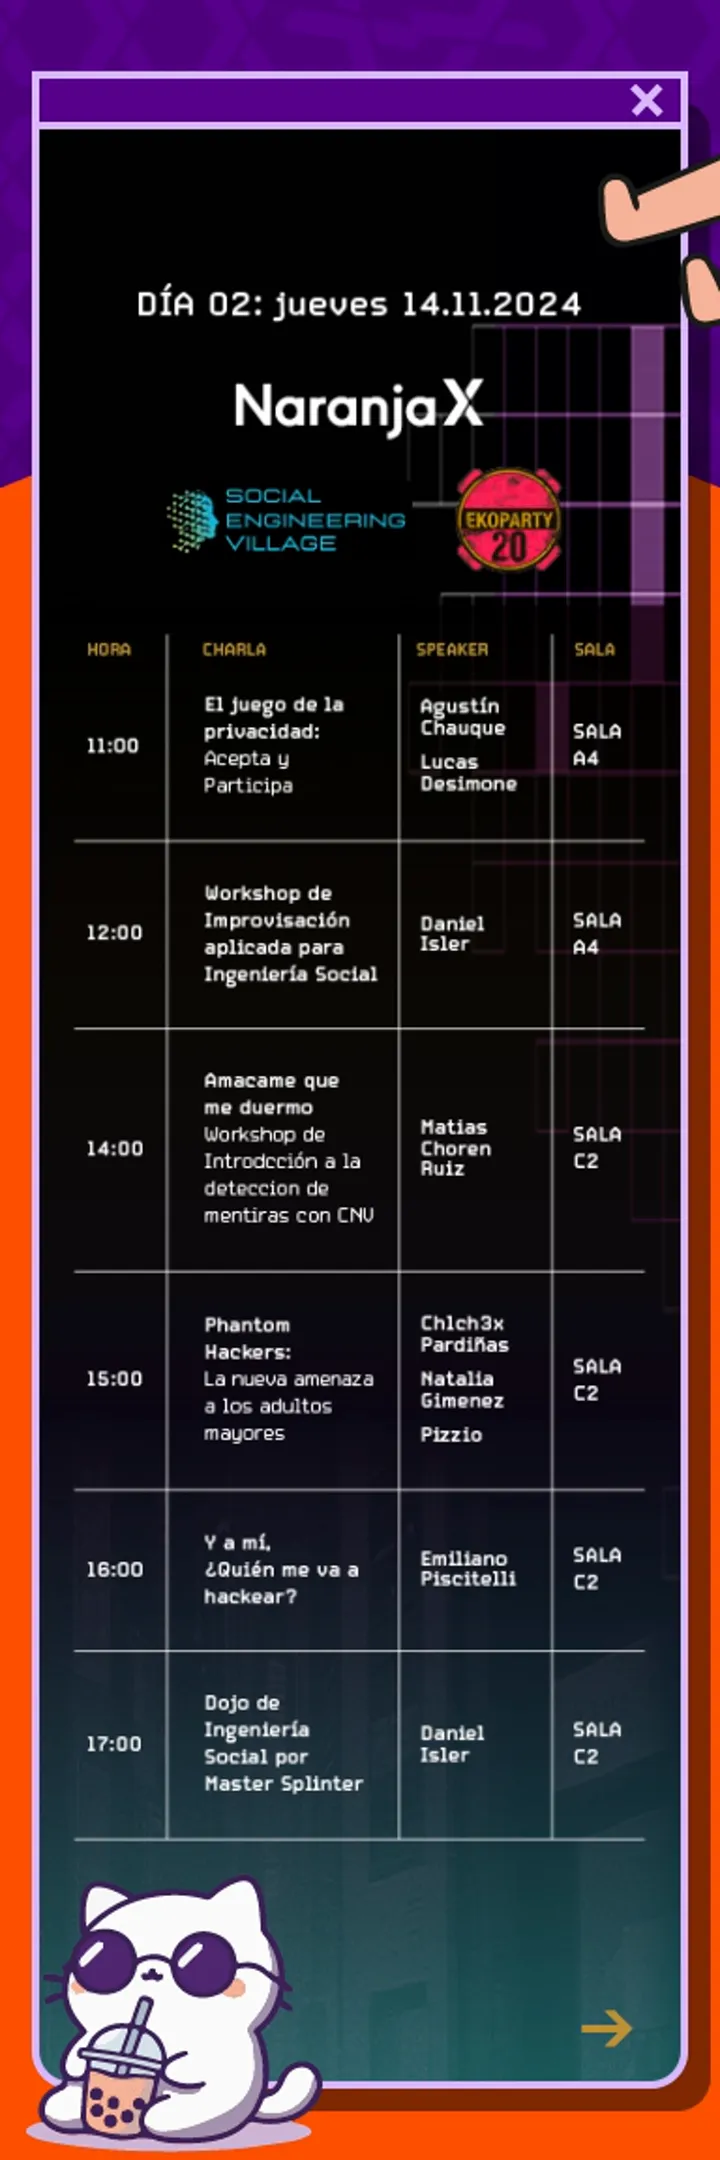 DÍA 02: jueves 14.11.2024
NaranjaX
SOCIAL
ENGINEERING
VILLAGE
EKOPARTY
20
HORA
CHARLA
SPEAKER
SALA
11:00
El juego de la
privacidad:
Acepta y
Participa
Agustín
Chauque
Lucas
Desimone
SALA
A4
12:00
Workshop de
Improvisación
aplicada para
Ingeniería Social
Daniel
Isler
SALA
A4
14:00
Amacame que
me duermo
Workshop de
Introdcción a la
deteccion de
mentiras con CNV
Matias
Choren
Ruiz
SALA
C2
15:00
Phantom
Hackers:
La nueva amenaza
a los adultos
mayores
Ch1ch3x
Pardiñas
Natalia
Gimenez
Pizzio
SALA
C2
16:00
Y a mí,
¿Quién me va a
hackear?
Emiliano
Piscitelli
SALA
C2
17:00
Dojo de
Ingeniería
Social por
Master Splinter
Daniel
Isler
SALA
C2